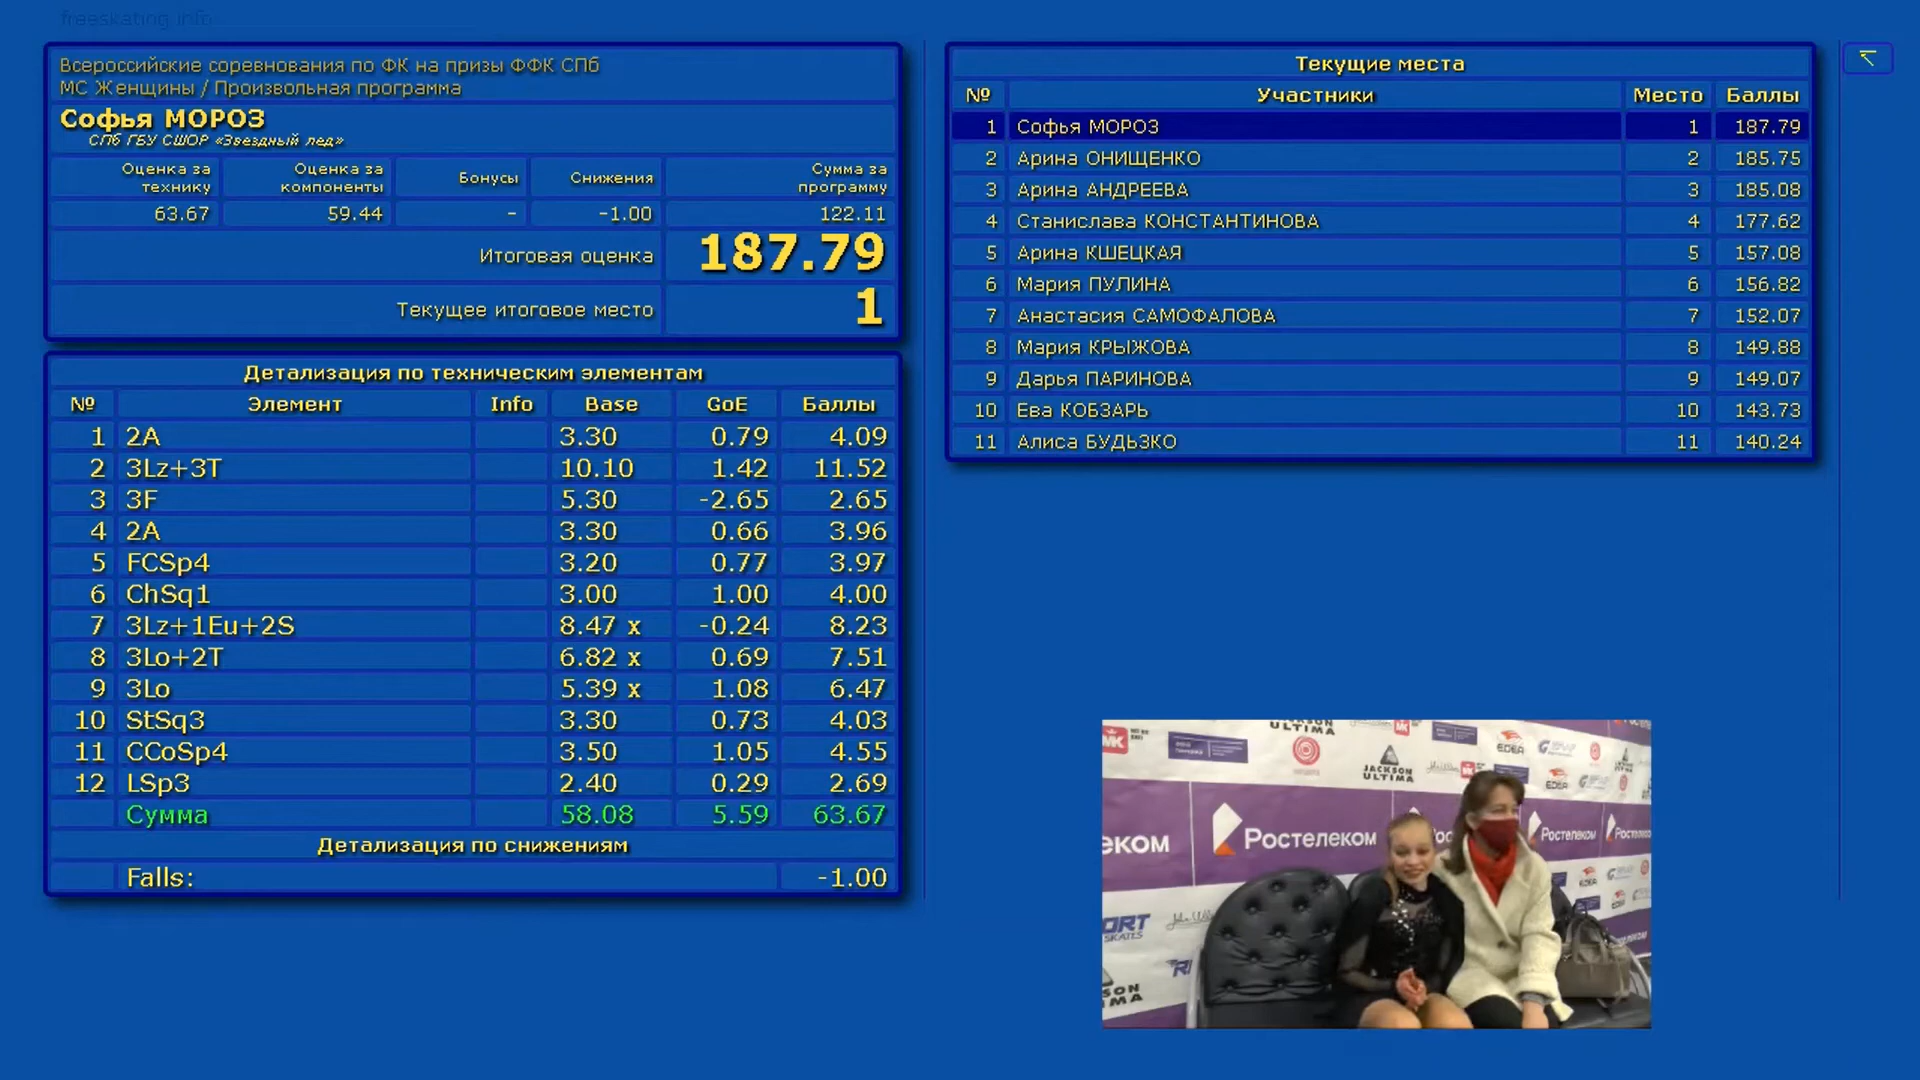 freeskating.info
Всероссийские соревнования по ФК на призы ФФК СПб
МС Женщины / Произвольная программа
Софья МОРОЗ
СПб ГБУ СШОР «Звездный лед»
Оценка за технику Оценка за компоненты Бонусы Снижения Сумма за программу
63.67 59.44 - -1.00 122.11
Итоговая оценка 187.79
Текущее итоговое место 1
Детализация по техническим элементам
№ Элемент Info Base GoE Баллы
1 2A 3.30 0.79 4.09
2 3Lz+3T 10.10 1.42 11.52
3 3F 5.30 -2.65 2.65
4 2A 3.30 0.66 3.96
5 FCSp4 3.20 0.77 3.97
6 ChSq1 3.00 1.00 4.00
7 3Lz+1Eu+2S 8.47 x -0.24 8.23
8 3Lo+2T 6.82 x 0.69 7.51
9 3Lo 5.39 x 1.08 6.47
10 StSq3 3.30 0.73 4.03
11 CCoSp4 3.50 1.05 4.55
12 LSp3 2.40 0.29 2.69
Сумма 58.08 5.59 63.67
Детализация по снижениям
Falls: -1.00
Текущие места
№ Участники Место Баллы
1 Софья МОРОЗ 1 187.79
2 Арина ОНИЩЕНКО 2 185.75
3 Арина АНДРЕЕВА 3 185.08
4 Станислава КОНСТАНТИНОВА 4 177.62
5 Арина КШЕЦКАЯ 5 157.08
6 Мария ПУЛИНА 6 156.82
7 Анастасия САМОФАЛОВА 7 152.07
8 Мария КРЫЖОВА 8 149.88
9 Дарья ПАРИНОВА 9 149.07
10 Ева КОБЗАРЬ 10 143.73
11 Алиса БУДЬЗКО 11 140.24
ULTIMA
EDEA
JACKSON ULTIMA
EDEA
еком Ростелеком Ростелеком
EDEA
SKATES